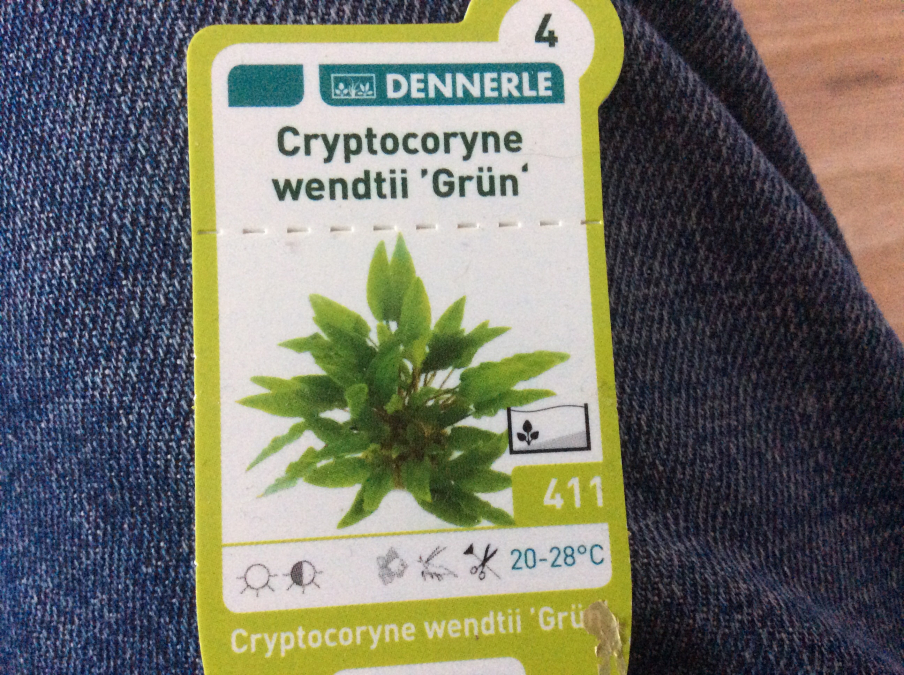 4
DENNERLE
Cryptocoryne
wendtii ’Grün‘
411
20-28°C
Cryptocoryne wendtii 'Grün